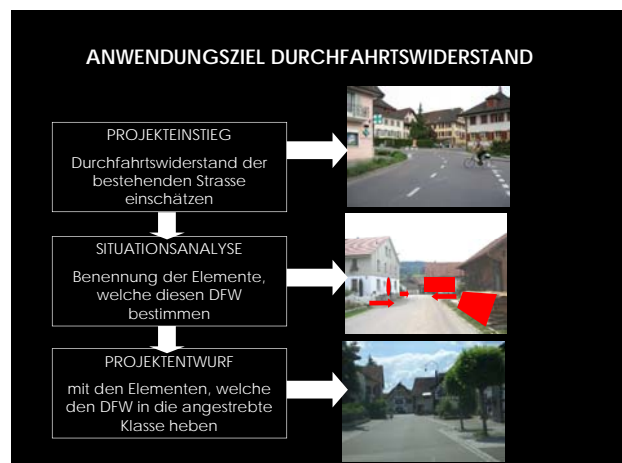 ANWENDUNGSZIEL DURCHFAHRTSWIDERSTAND
PROJEKTEINSTIEG
Durchfahrtswiderstand der
bestehenden Strasse
einschätzen
SITUATIONSANALYSE
Benennung der Elemente,
welche diesen DFW
bestimmen
PROJEKTENTWURF
mit den Elementen, welche
den DFW in die angestrebte
Klasse heben